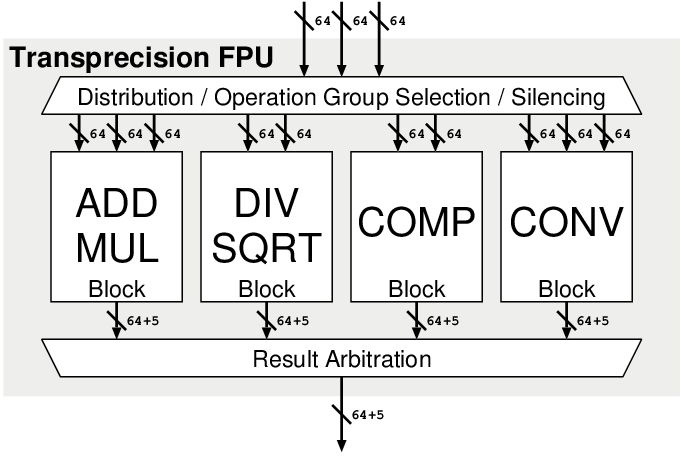 64 64 64
Transprecision FPU
Distribution / Operation Group Selection / Silencing
64 64 64 64 64 64 64 64 64 64
ADD
MUL
Block
DIV
SQRT
Block
COMP
Block
CONV
Block
64+5 64+5 64+5 64+5
Result Arbitration
64+5